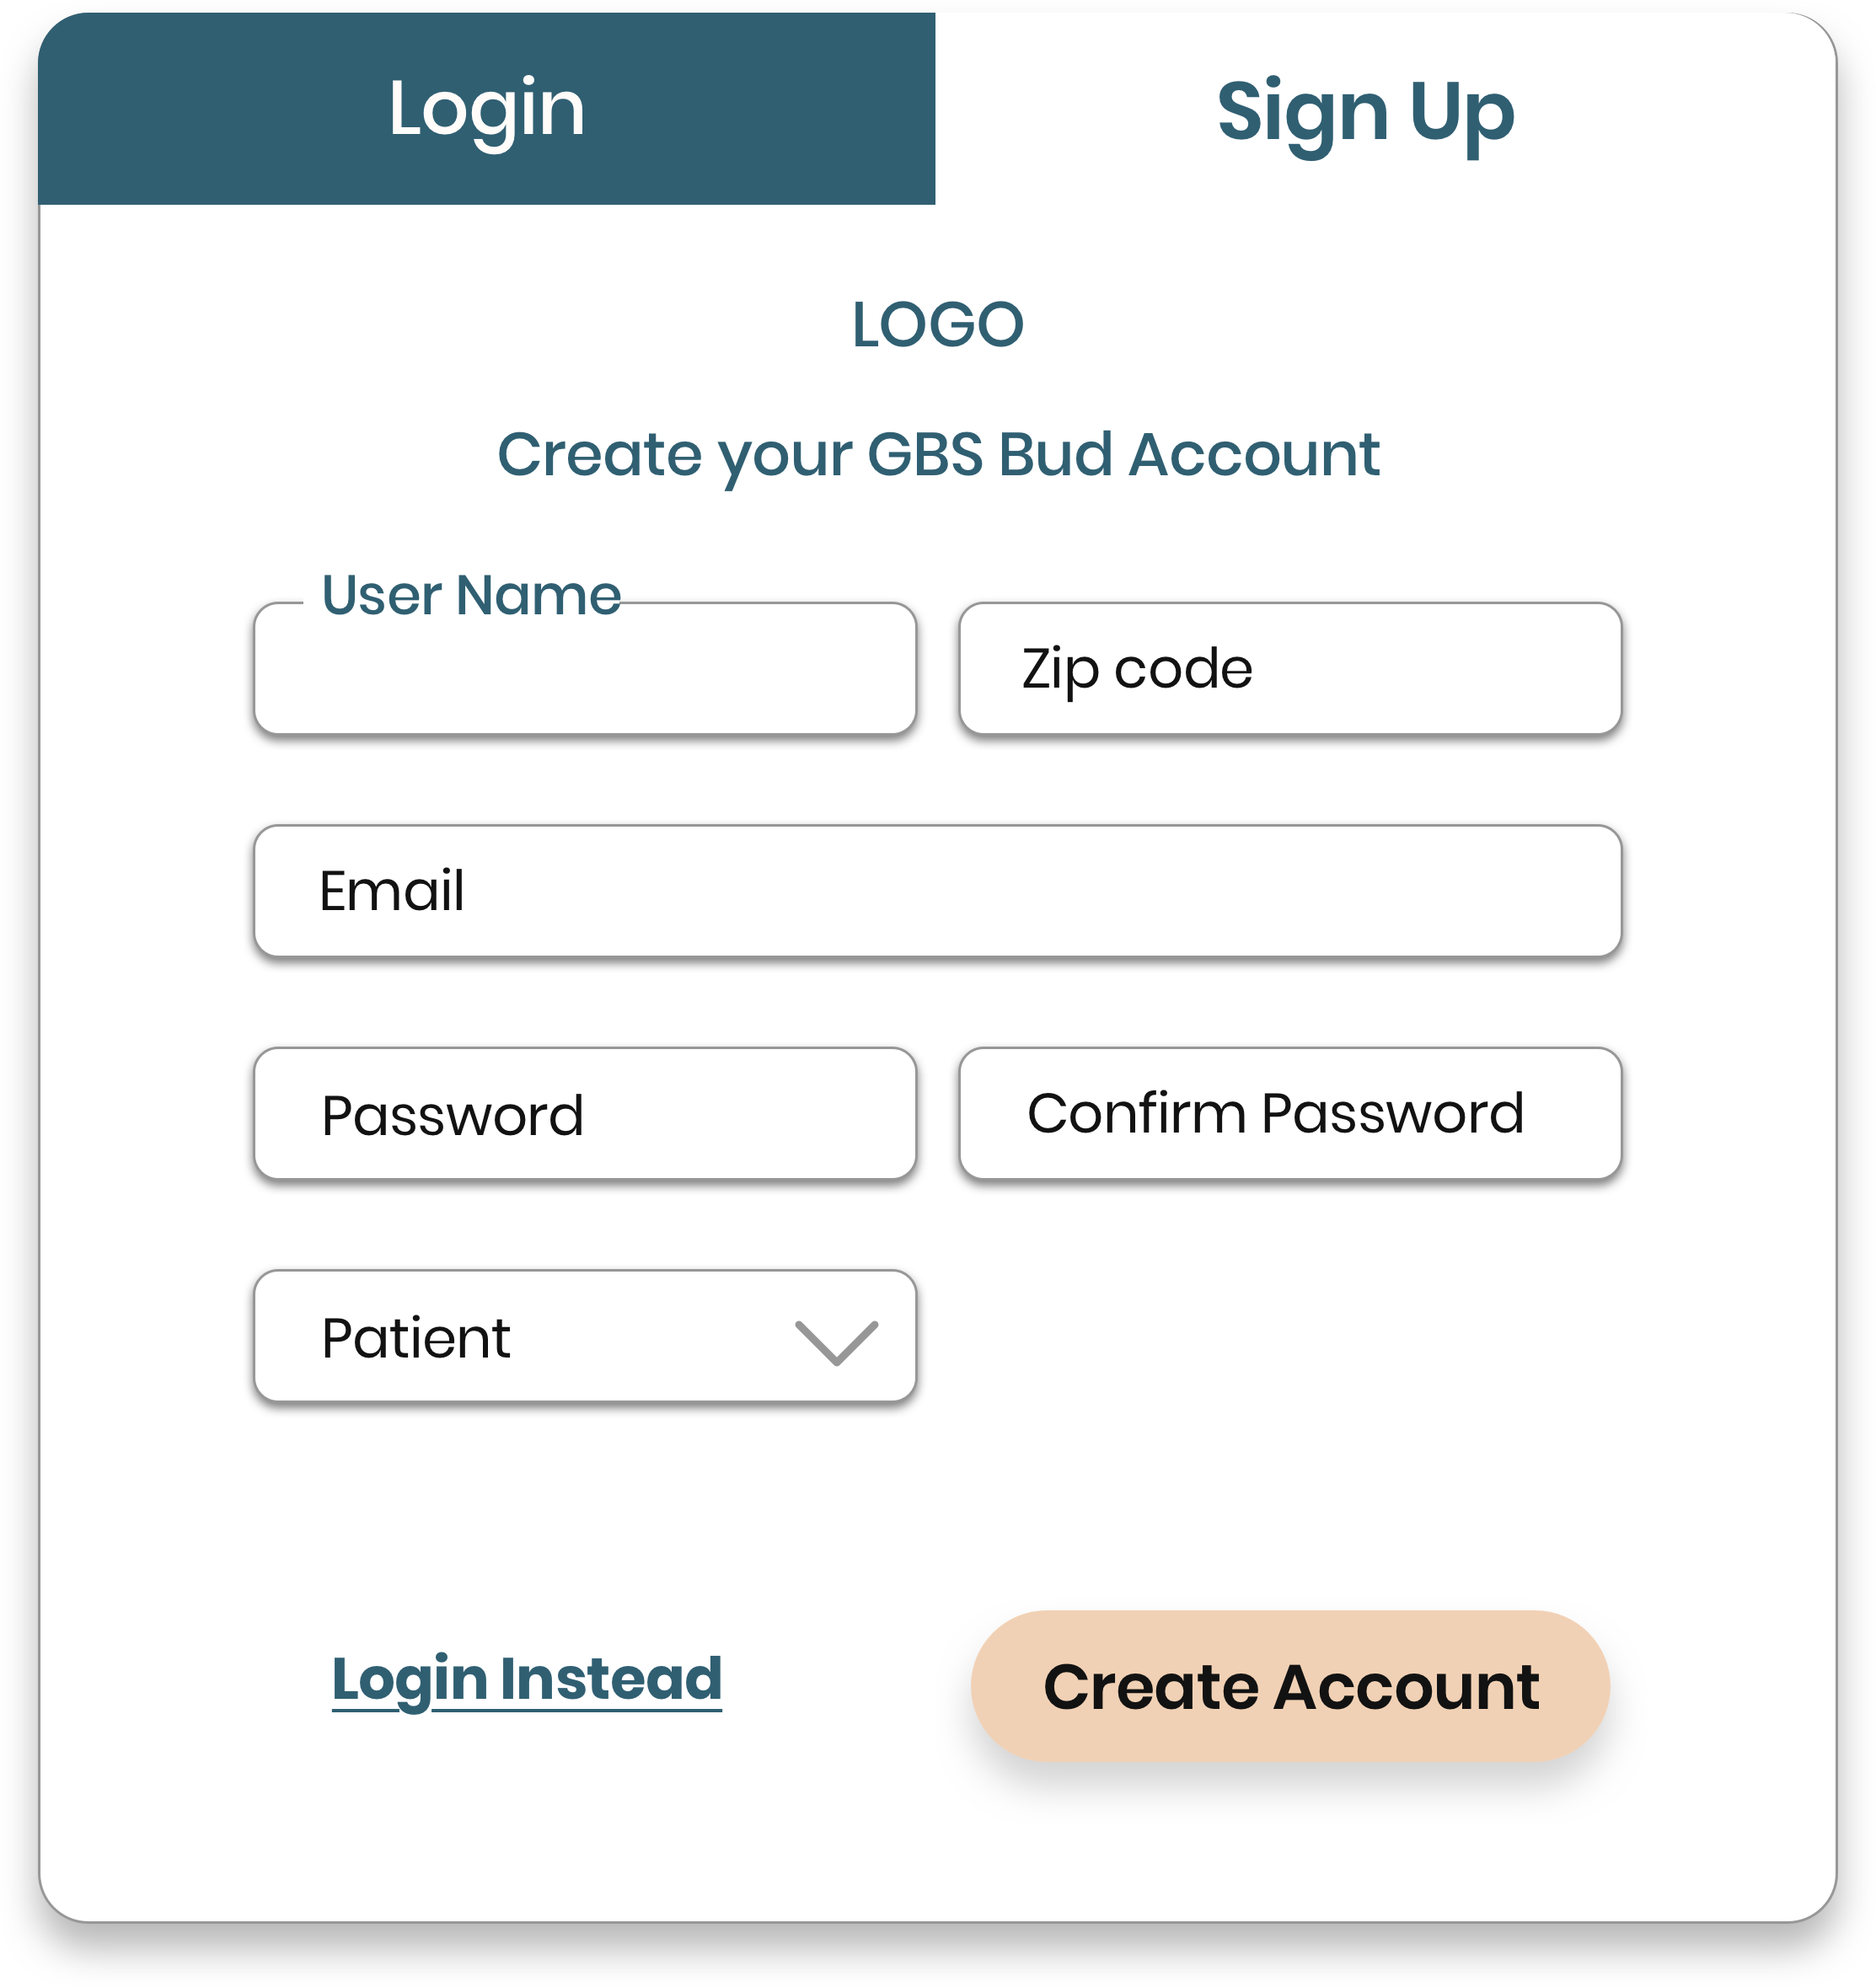 Login
Sign Up
LOGO
Create your GBS Bud Account
User Name
Zip code
Email
Password
Confirm Password
Patient
Login Instead
Create Account